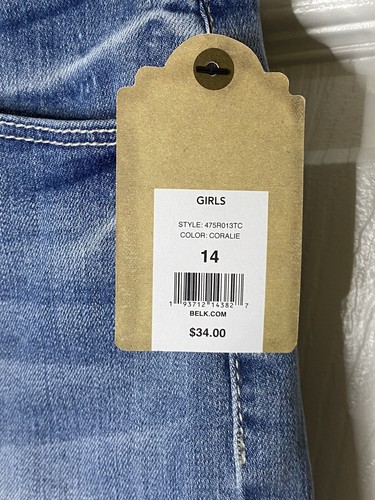 GIRLS
STYLE: 475R013TC
COLOR: CORALIE
14
1 93712 14382 7
BELK.COM
$34.00